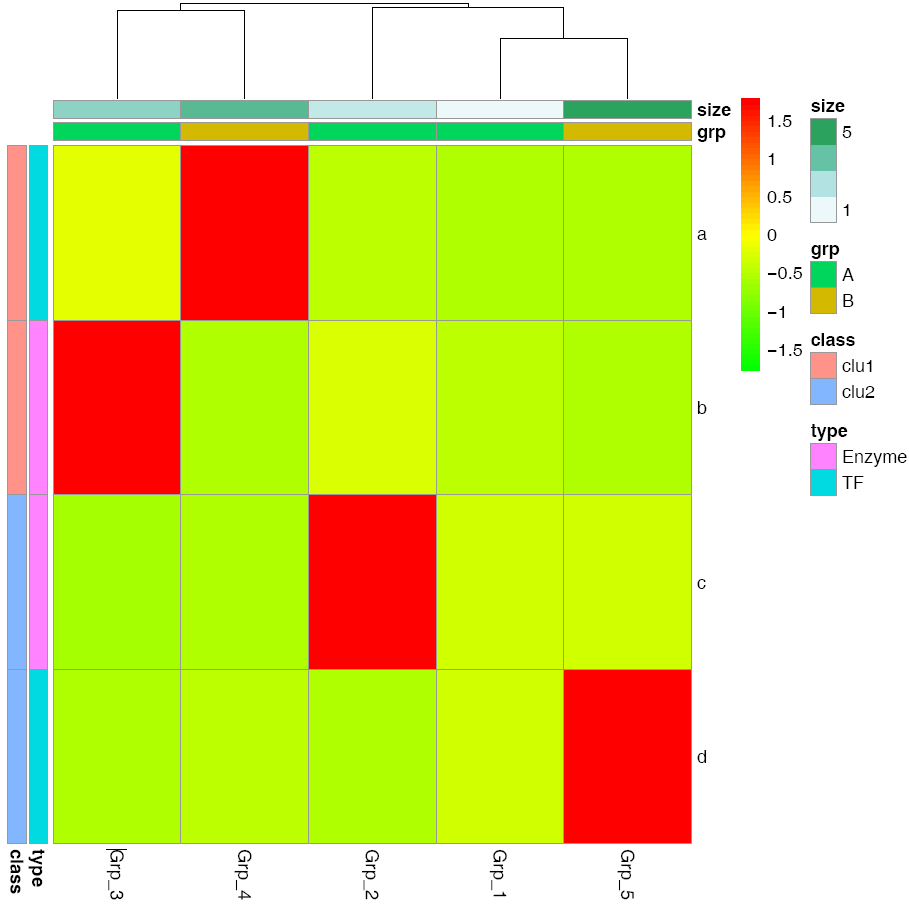 size
grp
1.5
1
0.5
0
−0.5
−1
−1.5
size
5
1
grp
A
B
class
clu1
clu2
type
Enzyme
TF
a
b
c
d
class
type
Grp_3
Grp_4
Grp_2
Grp_1
Grp_5